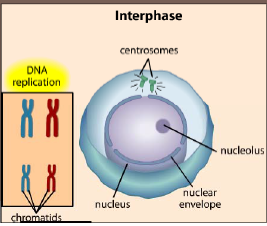 Interphase
centrosomes
DNA
replication
nucleolus
nuclear
envelope
nucleus
chromatids